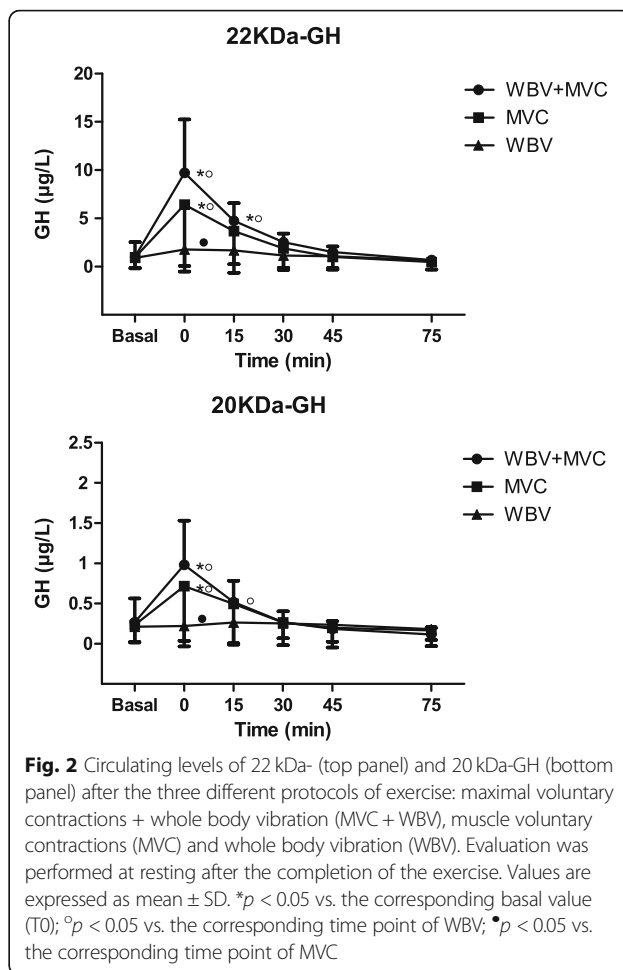 22KDa-GH
20
15
10
5
0
GH (µg/L)
WBV+MVC
MVC
WBV
*○
*○
*○
●
Basal 0 15 30 45 75
Time (min)
20KDa-GH
2.5
2
1.5
1
0.5
0
GH (µg/L)
WBV+MVC
MVC
WBV
*○
*○
○
●
Basal 0 15 30 45 75
Time (min)
Fig. 2 Circulating levels of 22 kDa- (top panel) and 20 kDa-GH (bottom
panel) after the three different protocols of exercise: maximal voluntary
contractions + whole body vibration (MVC + WBV), muscle voluntary
contractions (MVC) and whole body vibration (WBV). Evaluation was
performed at resting after the completion of the exercise. Values are
expressed as mean ± SD. *p < 0.05 vs. the corresponding basal value
(T0); ○p < 0.05 vs. the corresponding time point of WBV; ●p < 0.05 vs.
the corresponding time point of MVC